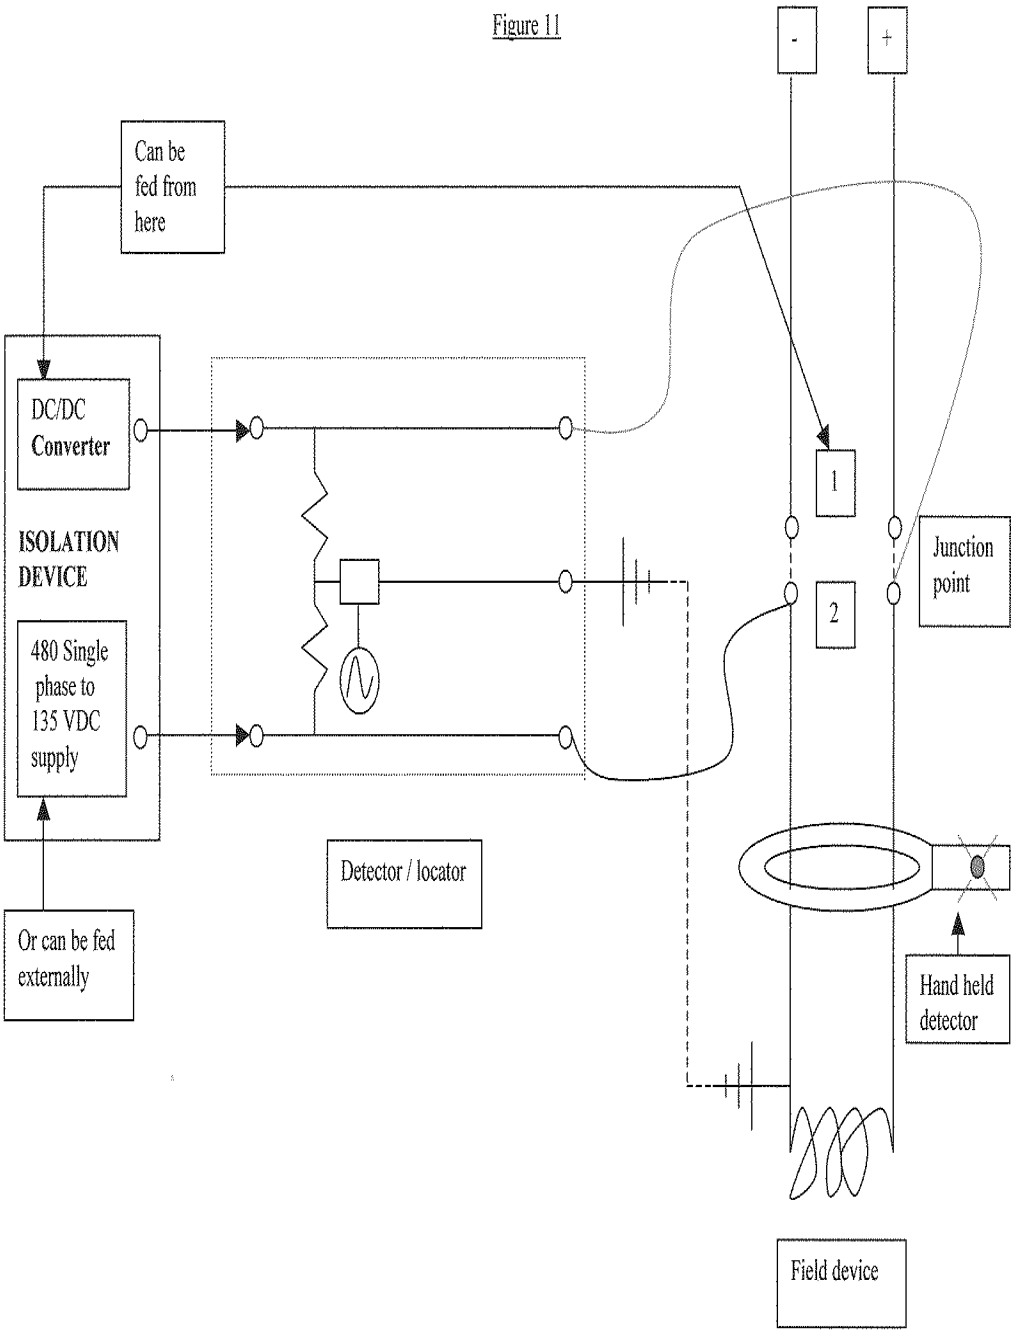 Figure 11
-
+
Can be
fed from
here
DC/DC
Converter
ISOLATION
DEVICE
480 Single
phase to
135 VDC
supply
Or can be fed
externally
Detector / locator
1
2
Junction
point
Hand held
detector
Field device